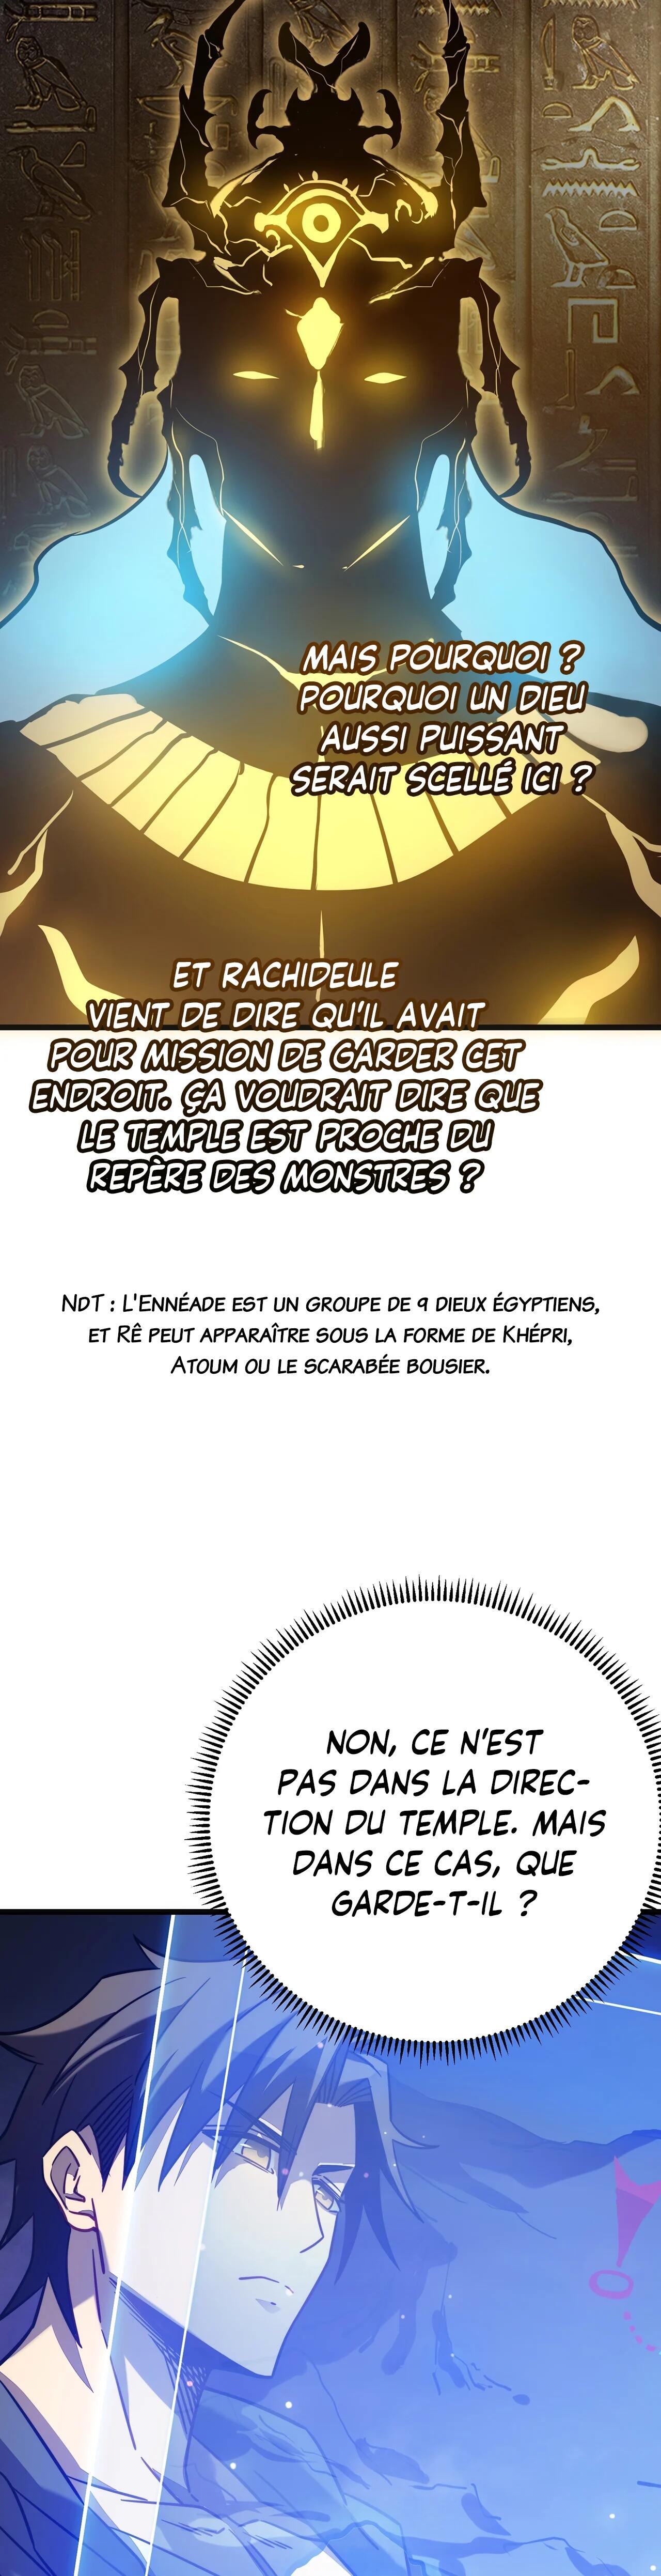 MAIS POURQUOI ?
POURQUOI UN DIEU
AUSSI PUISSANT
SERAIT SCELLÉ ICI ?
ET RACHIDEULE
VIENT DE DIRE QU'IL AVAIT
POUR MISSION DE GARDER CET
ENDROIT. ÇA VOUDRAIT DIRE QUE
LE TEMPLE EST PROCHE DU
REPÈRE DES MONSTRES ?
NDT : L'ENNÉADE EST UN GROUPE DE 9 DIEUX ÉGYPTIENS,
ET RÊ PEUT APPARAÎTRE SOUS LA FORME DE KHÉPRI,
ATOUM OU LE SCARABÉE BOUSIER.
NON, CE N'EST
PAS DANS LA DIREC-
TION DU TEMPLE. MAIS
DANS CE CAS, QUE
GARDE-T-IL ?